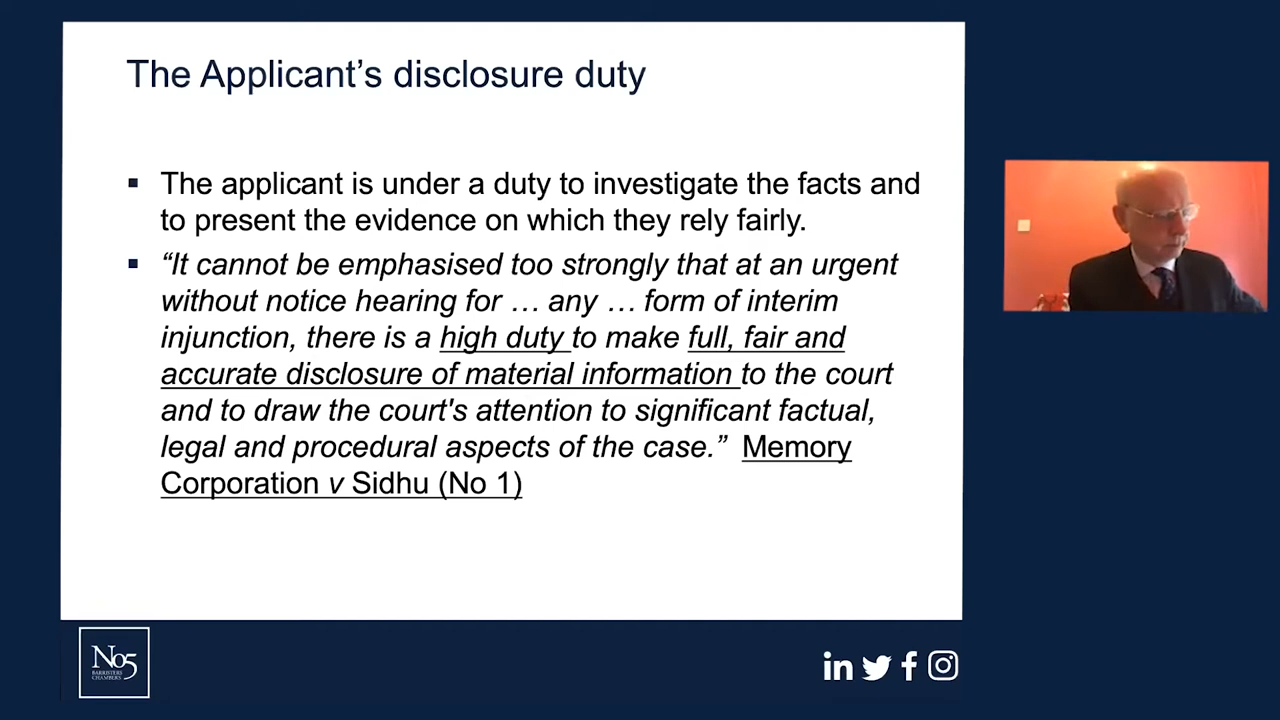 The Applicant’s disclosure duty
▪ The applicant is under a duty to investigate the facts and
to present the evidence on which they rely fairly.
▪ “It cannot be emphasised too strongly that at an urgent
without notice hearing for … any … form of interim
injunction, there is a high duty to make full, fair and
accurate disclosure of material information to the court
and to draw the court's attention to significant factual,
legal and procedural aspects of the case.” Memory
Corporation v Sidhu (No 1)
No5
BARRISTERS
CHAMBERS
in